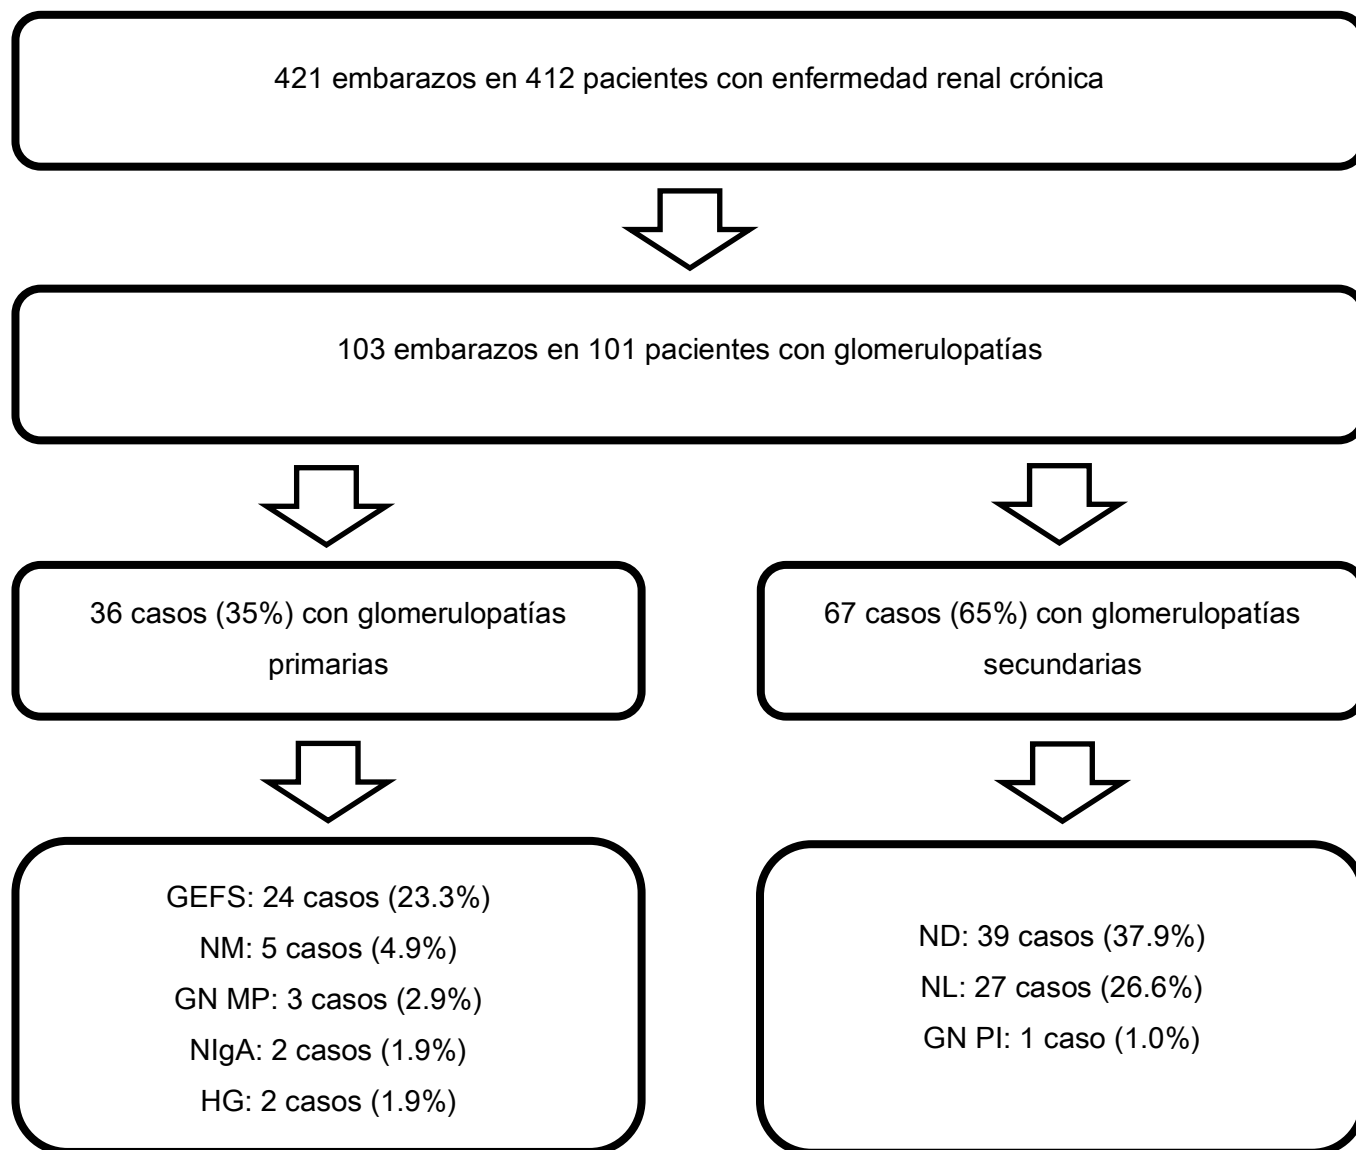 421 embarazos en 412 pacientes con enfermedad renal crónica
103 embarazos en 101 pacientes con glomerulopatías
36 casos (35%) con glomerulopatías
primarias
67 casos (65%) con glomerulopatías
secundarias
GEFS: 24 casos (23.3%)
NM: 5 casos (4.9%)
GN MP: 3 casos (2.9%)
NIgA: 2 casos (1.9%)
HG: 2 casos (1.9%)
ND: 39 casos (37.9%)
NL: 27 casos (26.6%)
GN PI: 1 caso (1.0%)